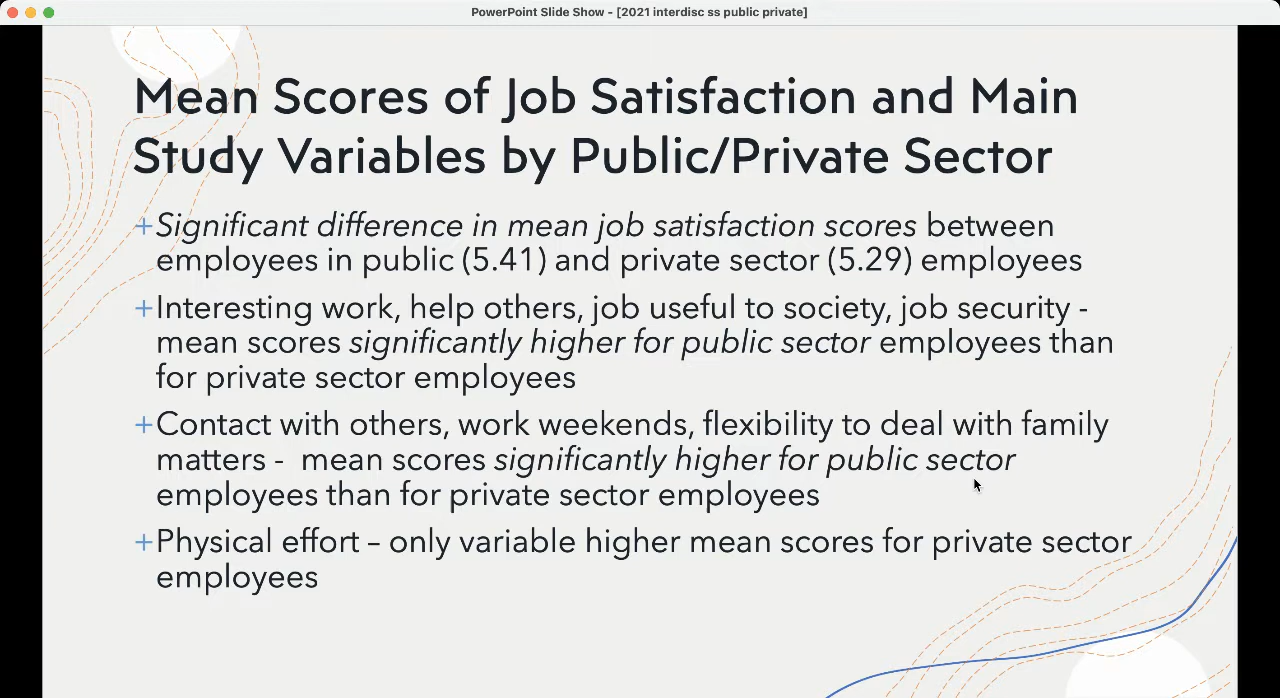 PowerPoint Slide Show - [2021 interdisc ss public private]
Mean Scores of Job Satisfaction and Main
Study Variables by Public/Private Sector
+Significant difference in mean job satisfaction scores between
employees in public (5.41) and private sector (5.29) employees
+Interesting work, help others, job useful to society, job security -
mean scores significantly higher for public sector employees than
for private sector employees
+Contact with others, work weekends, flexibility to deal with family
matters -  mean scores significantly higher for public sector
employees than for private sector employees
+Physical effort – only variable higher mean scores for private sector
employees